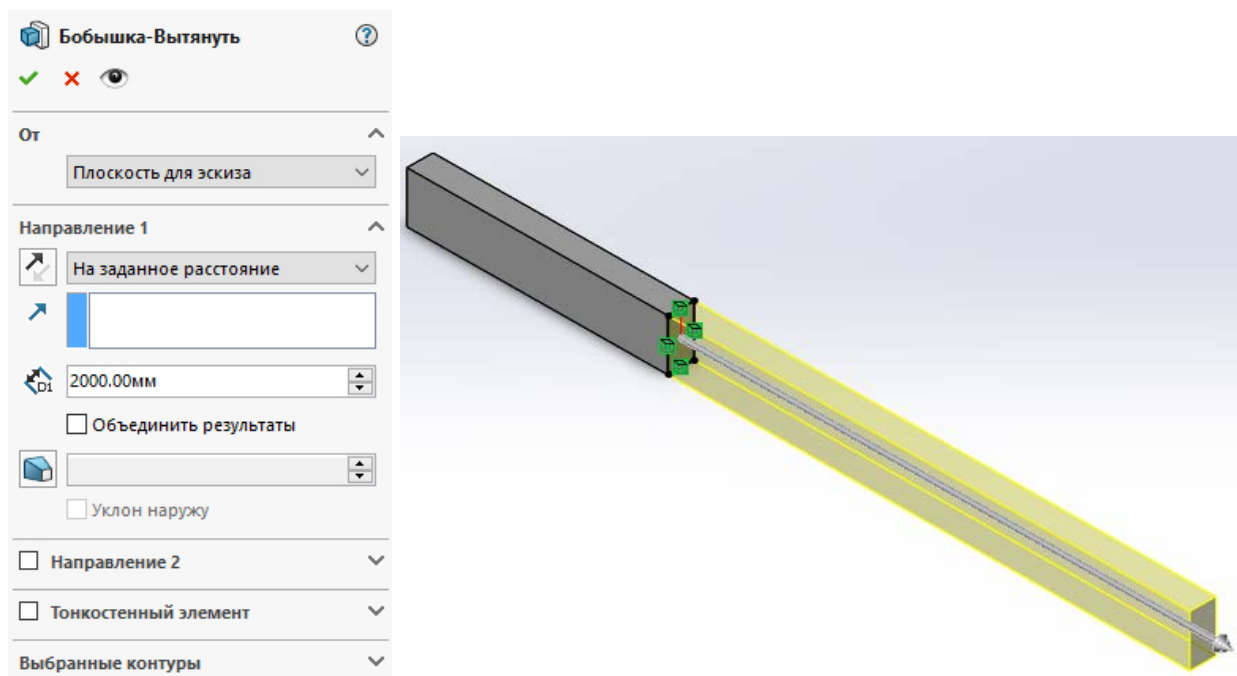 Бобышка-Вытянуть
От
Плоскость для эскиза
Направление 1
На заданное расстояние
D1
2000.00мм
Объединить результаты
Уклон наружу
Направление 2
Тонкостенный элемент
Выбранные контуры